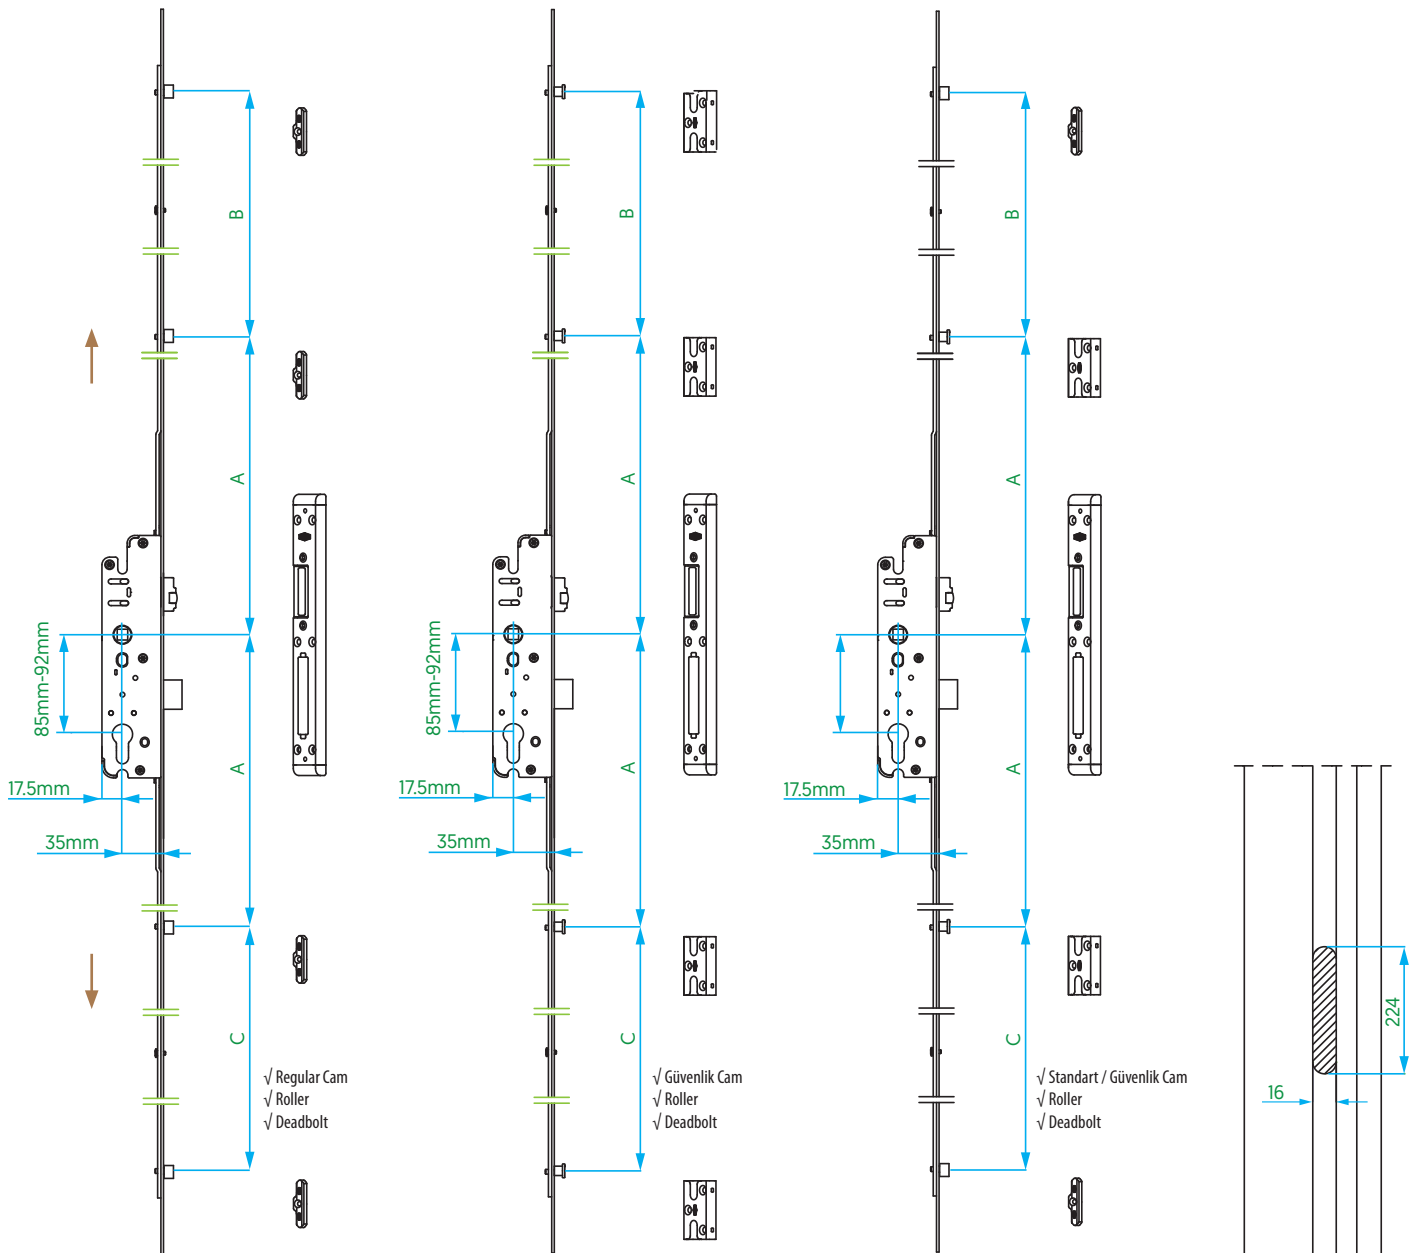 B
A
85mm-92mm
A
17.5mm
35mm
C
√ Regular Cam
√ Roller
√ Deadbolt
B
A
85mm-92mm
A
17.5mm
35mm
C
√ Güvenlik Cam
√ Roller
√ Deadbolt
B
A
A
17.5mm
35mm
C
√ Standart / Güvenlik Cam
√ Roller
√ Deadbolt
224
16